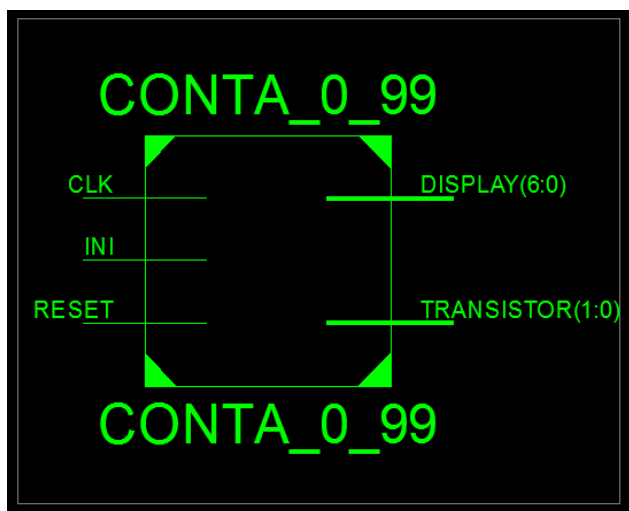 CONTA_0_99
CLK
DISPLAY(6:0)
INI
RESET
TRANSISTOR(1:0)
CONTA_0_99